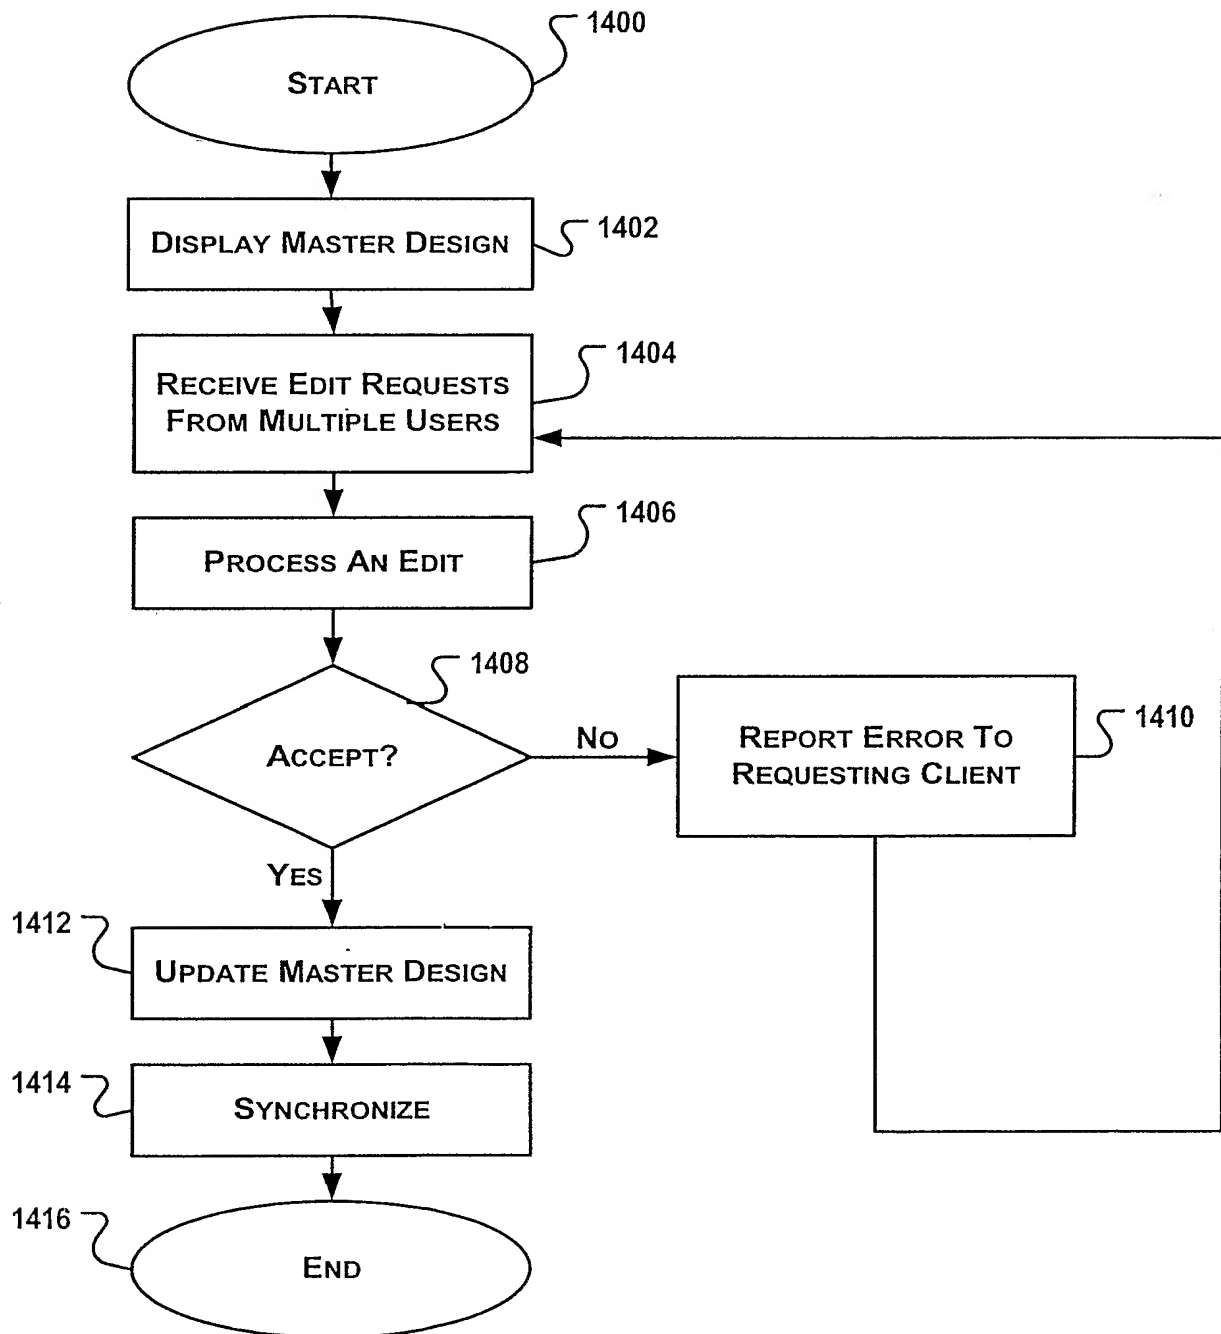 1400
START
DISPLAY MASTER DESIGN
1402
1404
RECEIVE EDIT REQUESTS
FROM MULTIPLE USERS
1406
PROCESS AN EDIT
1408
ACCEPT?
NO
REPORT ERROR TO
REQUESTING CLIENT
1410
YES
1412
UPDATE MASTER DESIGN
1414
SYNCHRONIZE
1416
END